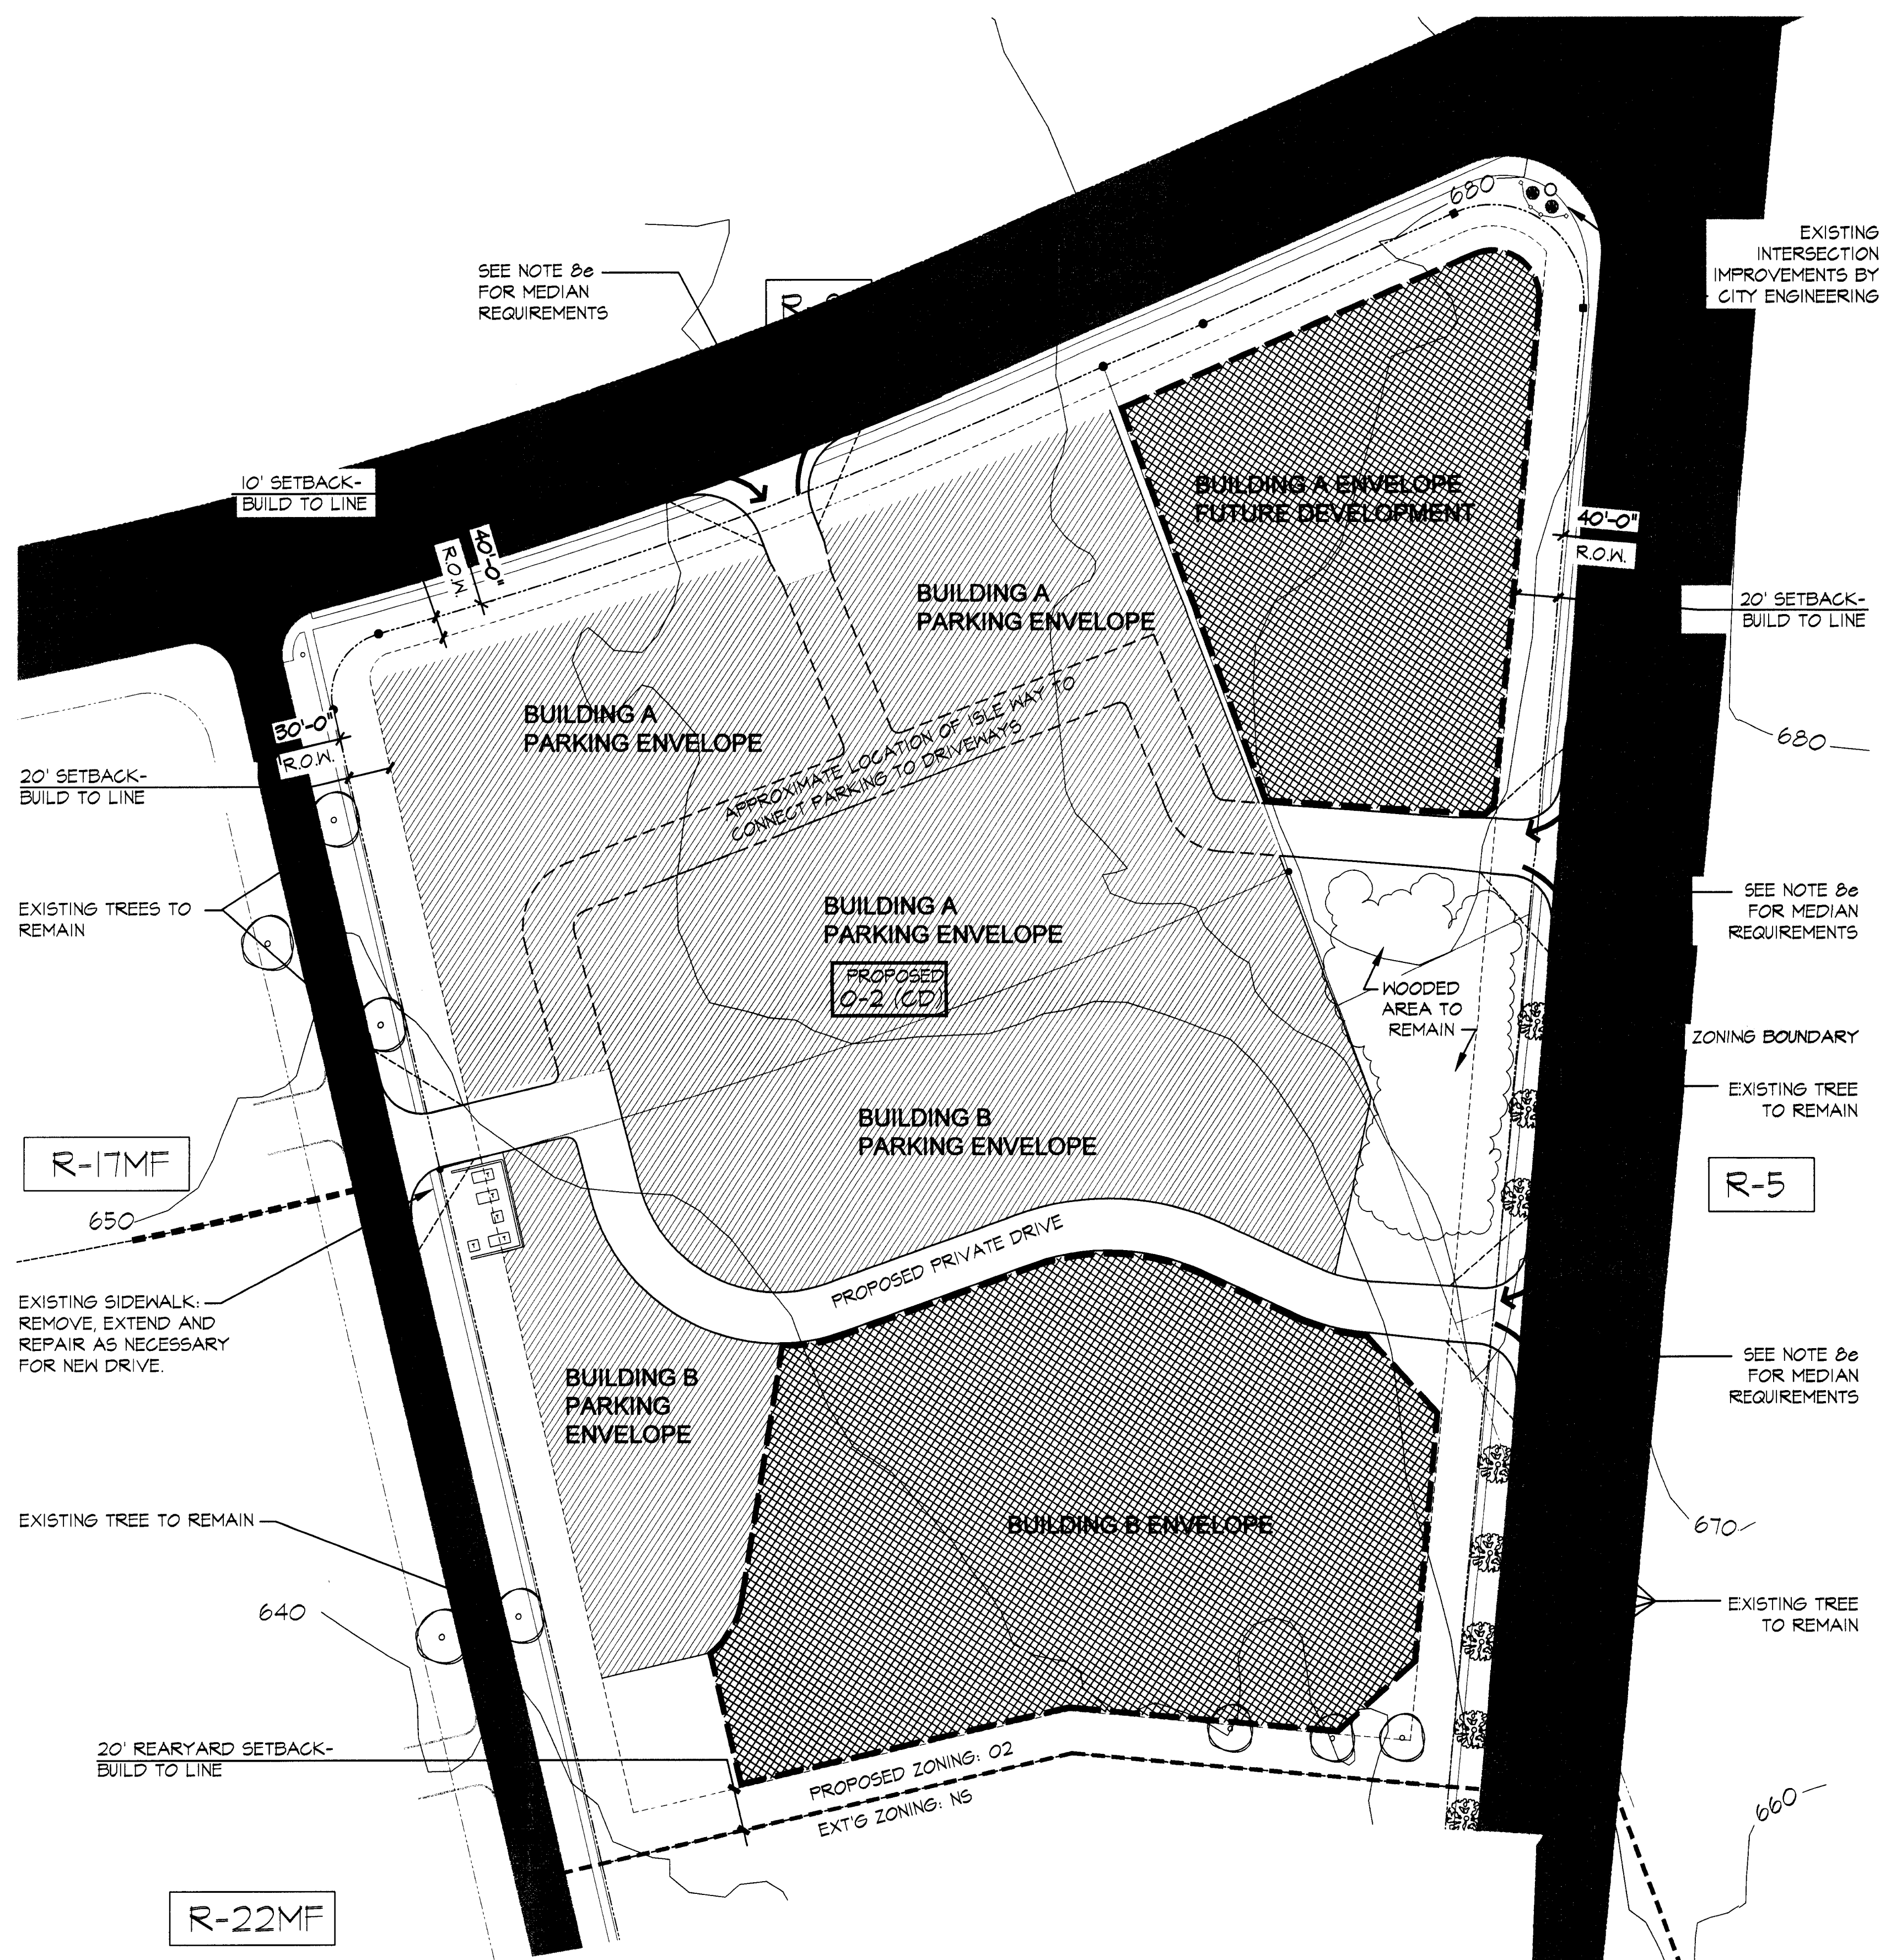 680
EXISTING
INTERSECTION
IMPROVEMENTS BY
CITY ENGINEERING
SEE NOTE 8e
FOR MEDIAN
REQUIREMENTS
10' SETBACK-
BUILD TO LINE
40'-0"
R.O.W.
BUILDING A ENVELOPE
FUTURE DEVELOPMENT
40'-0"
R.O.W.
BUILDING A
PARKING ENVELOPE
20' SETBACK-
BUILD TO LINE
BUILDING A
PARKING ENVELOPE
30'-0"
R.O.W.
680
APPROXIMATE LOCATION OF ISLE WAY TO
CONNECT PARKING TO DRIVEWAYS
20' SETBACK-
BUILD TO LINE
EXISTING TREES TO
REMAIN
BUILDING A
PARKING ENVELOPE
PROPOSED
O-2 (CD)
SEE NOTE 8e
FOR MEDIAN
REQUIREMENTS
WOODED
AREA TO
REMAIN
ZONING BOUNDARY
EXISTING TREE
TO REMAIN
BUILDING B
PARKING ENVELOPE
R-17MF
R-5
650
PROPOSED PRIVATE DRIVE
EXISTING SIDEWALK:
REMOVE, EXTEND AND
REPAIR AS NECESSARY
FOR NEW DRIVE.
SEE NOTE 8e
FOR MEDIAN
REQUIREMENTS
BUILDING B
PARKING
ENVELOPE
EXISTING TREE TO REMAIN
BUILDING B ENVELOPE
670
640
EXISTING TREE
TO REMAIN
20' REARYARD SETBACK-
BUILD TO LINE
PROPOSED ZONING: O2
EXT'G ZONING: NS
660
R-22MF